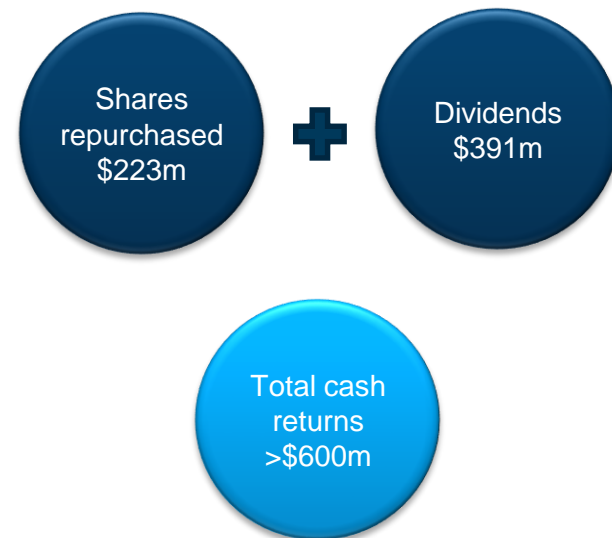 Shares
repurchased
$223m
Dividends
$391m
Total cash
returns
>$600m